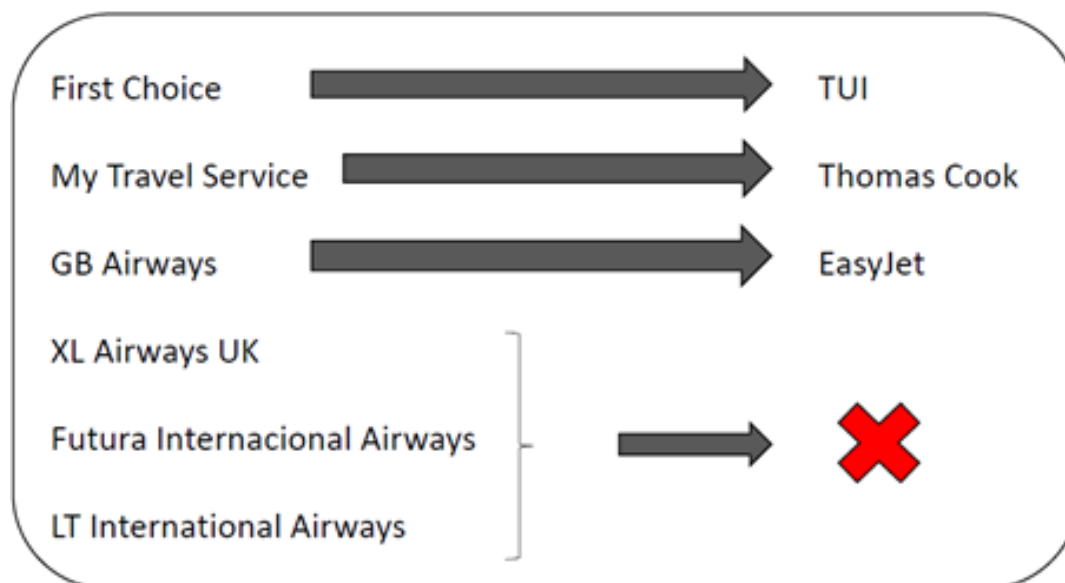 First Choice TUI
My Travel Service Thomas Cook
GB Airways EasyJet
XL Airways UK
Futura Internacional Airways
LT International Airways